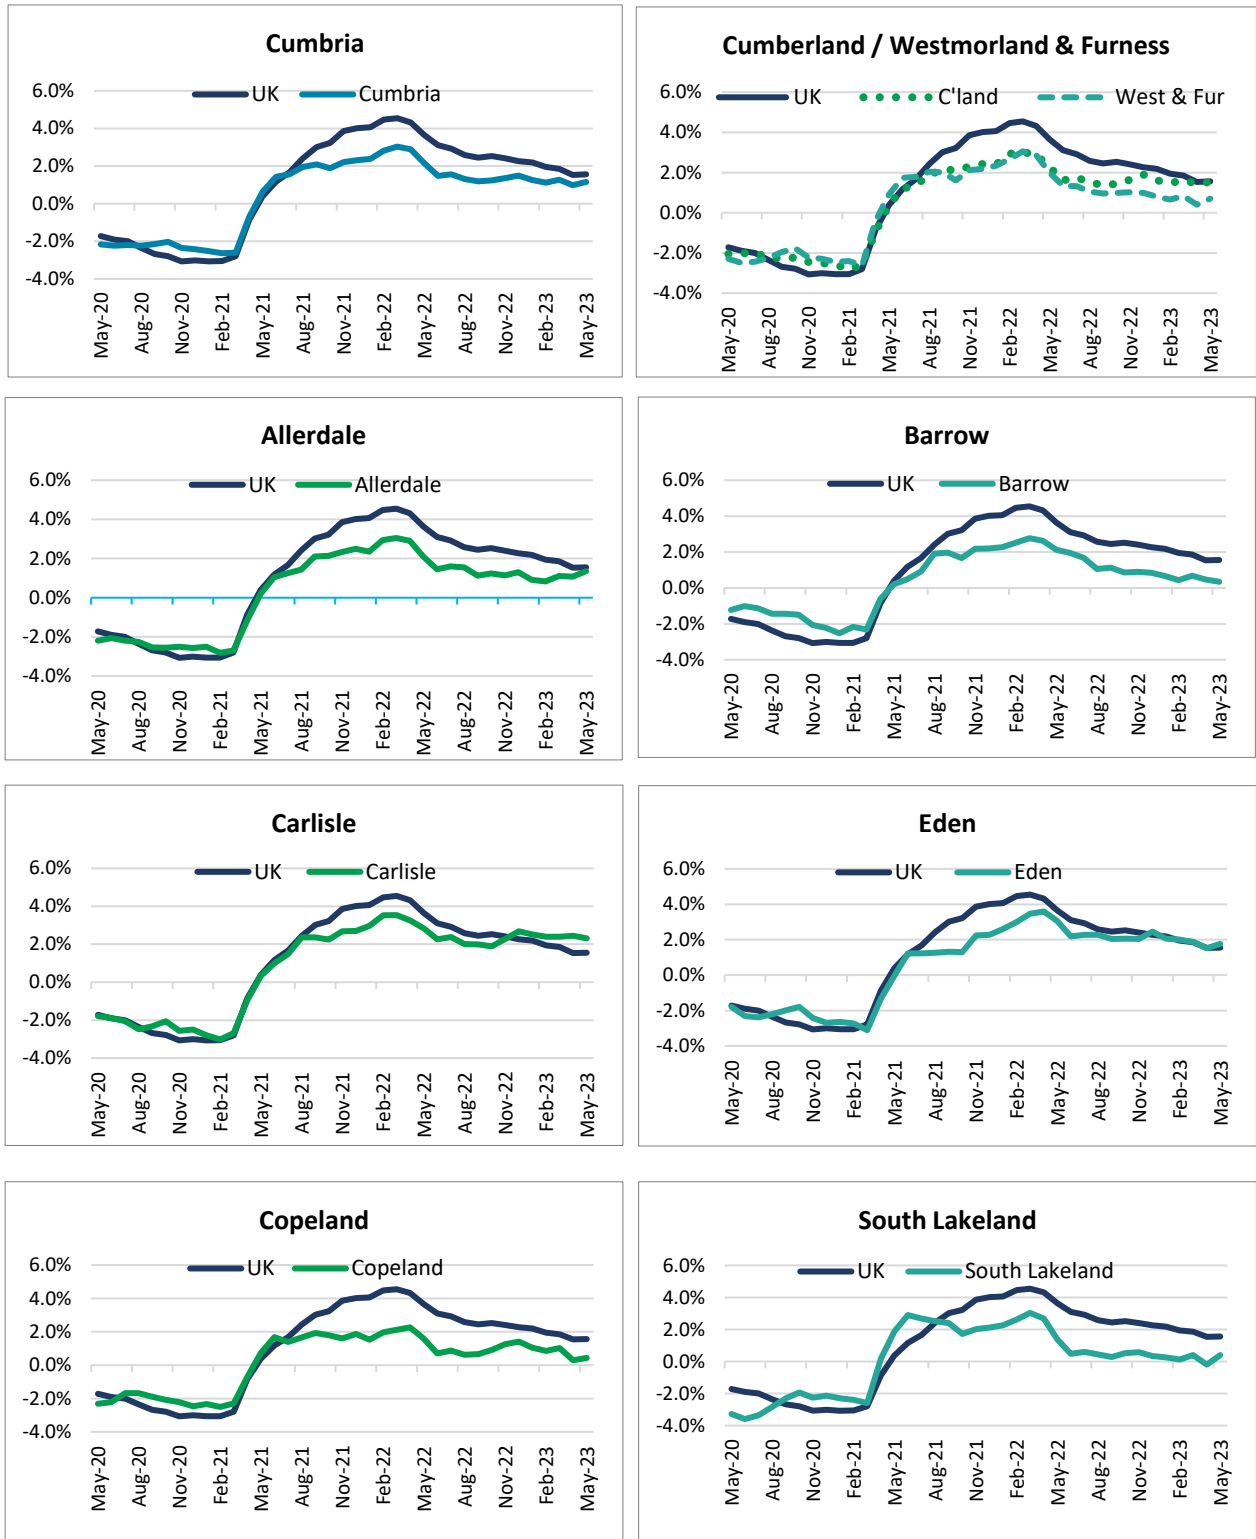 Cumbria
UK Cumbria
6.0%
4.0%
2.0%
0.0%
-2.0%
-4.0%
May-20
Aug-20
Nov-20
Feb-21
May-21
Aug-21
Nov-21
Feb-22
May-22
Aug-22
Nov-22
Feb-23
May-23
Cumberland / Westmorland & Furness
UK C'land West & Fur
6.0%
4.0%
2.0%
0.0%
-2.0%
-4.0%
May-20
Aug-20
Nov-20
Feb-21
May-21
Aug-21
Nov-21
Feb-22
May-22
Aug-22
Nov-22
Feb-23
May-23
Allerdale
UK Allerdale
6.0%
4.0%
2.0%
0.0%
-2.0%
-4.0%
May-20
Aug-20
Nov-20
Feb-21
May-21
Aug-21
Nov-21
Feb-22
May-22
Aug-22
Nov-22
Feb-23
May-23
Barrow
UK Barrow
6.0%
4.0%
2.0%
0.0%
-2.0%
-4.0%
May-20
Aug-20
Nov-20
Feb-21
May-21
Aug-21
Nov-21
Feb-22
May-22
Aug-22
Nov-22
Feb-23
May-23
Carlisle
UK Carlisle
6.0%
4.0%
2.0%
0.0%
-2.0%
-4.0%
May-20
Aug-20
Nov-20
Feb-21
May-21
Aug-21
Nov-21
Feb-22
May-22
Aug-22
Nov-22
Feb-23
May-23
Eden
UK Eden
6.0%
4.0%
2.0%
0.0%
-2.0%
-4.0%
May-20
Aug-20
Nov-20
Feb-21
May-21
Aug-21
Nov-21
Feb-22
May-22
Aug-22
Nov-22
Feb-23
May-23
Copeland
UK Copeland
6.0%
4.0%
2.0%
0.0%
-2.0%
-4.0%
May-20
Aug-20
Nov-20
Feb-21
May-21
Aug-21
Nov-21
Feb-22
May-22
Aug-22
Nov-22
Feb-23
May-23
South Lakeland
UK South Lakeland
6.0%
4.0%
2.0%
0.0%
-2.0%
-4.0%
May-20
Aug-20
Nov-20
Feb-21
May-21
Aug-21
Nov-21
Feb-22
May-22
Aug-22
Nov-22
Feb-23
May-23